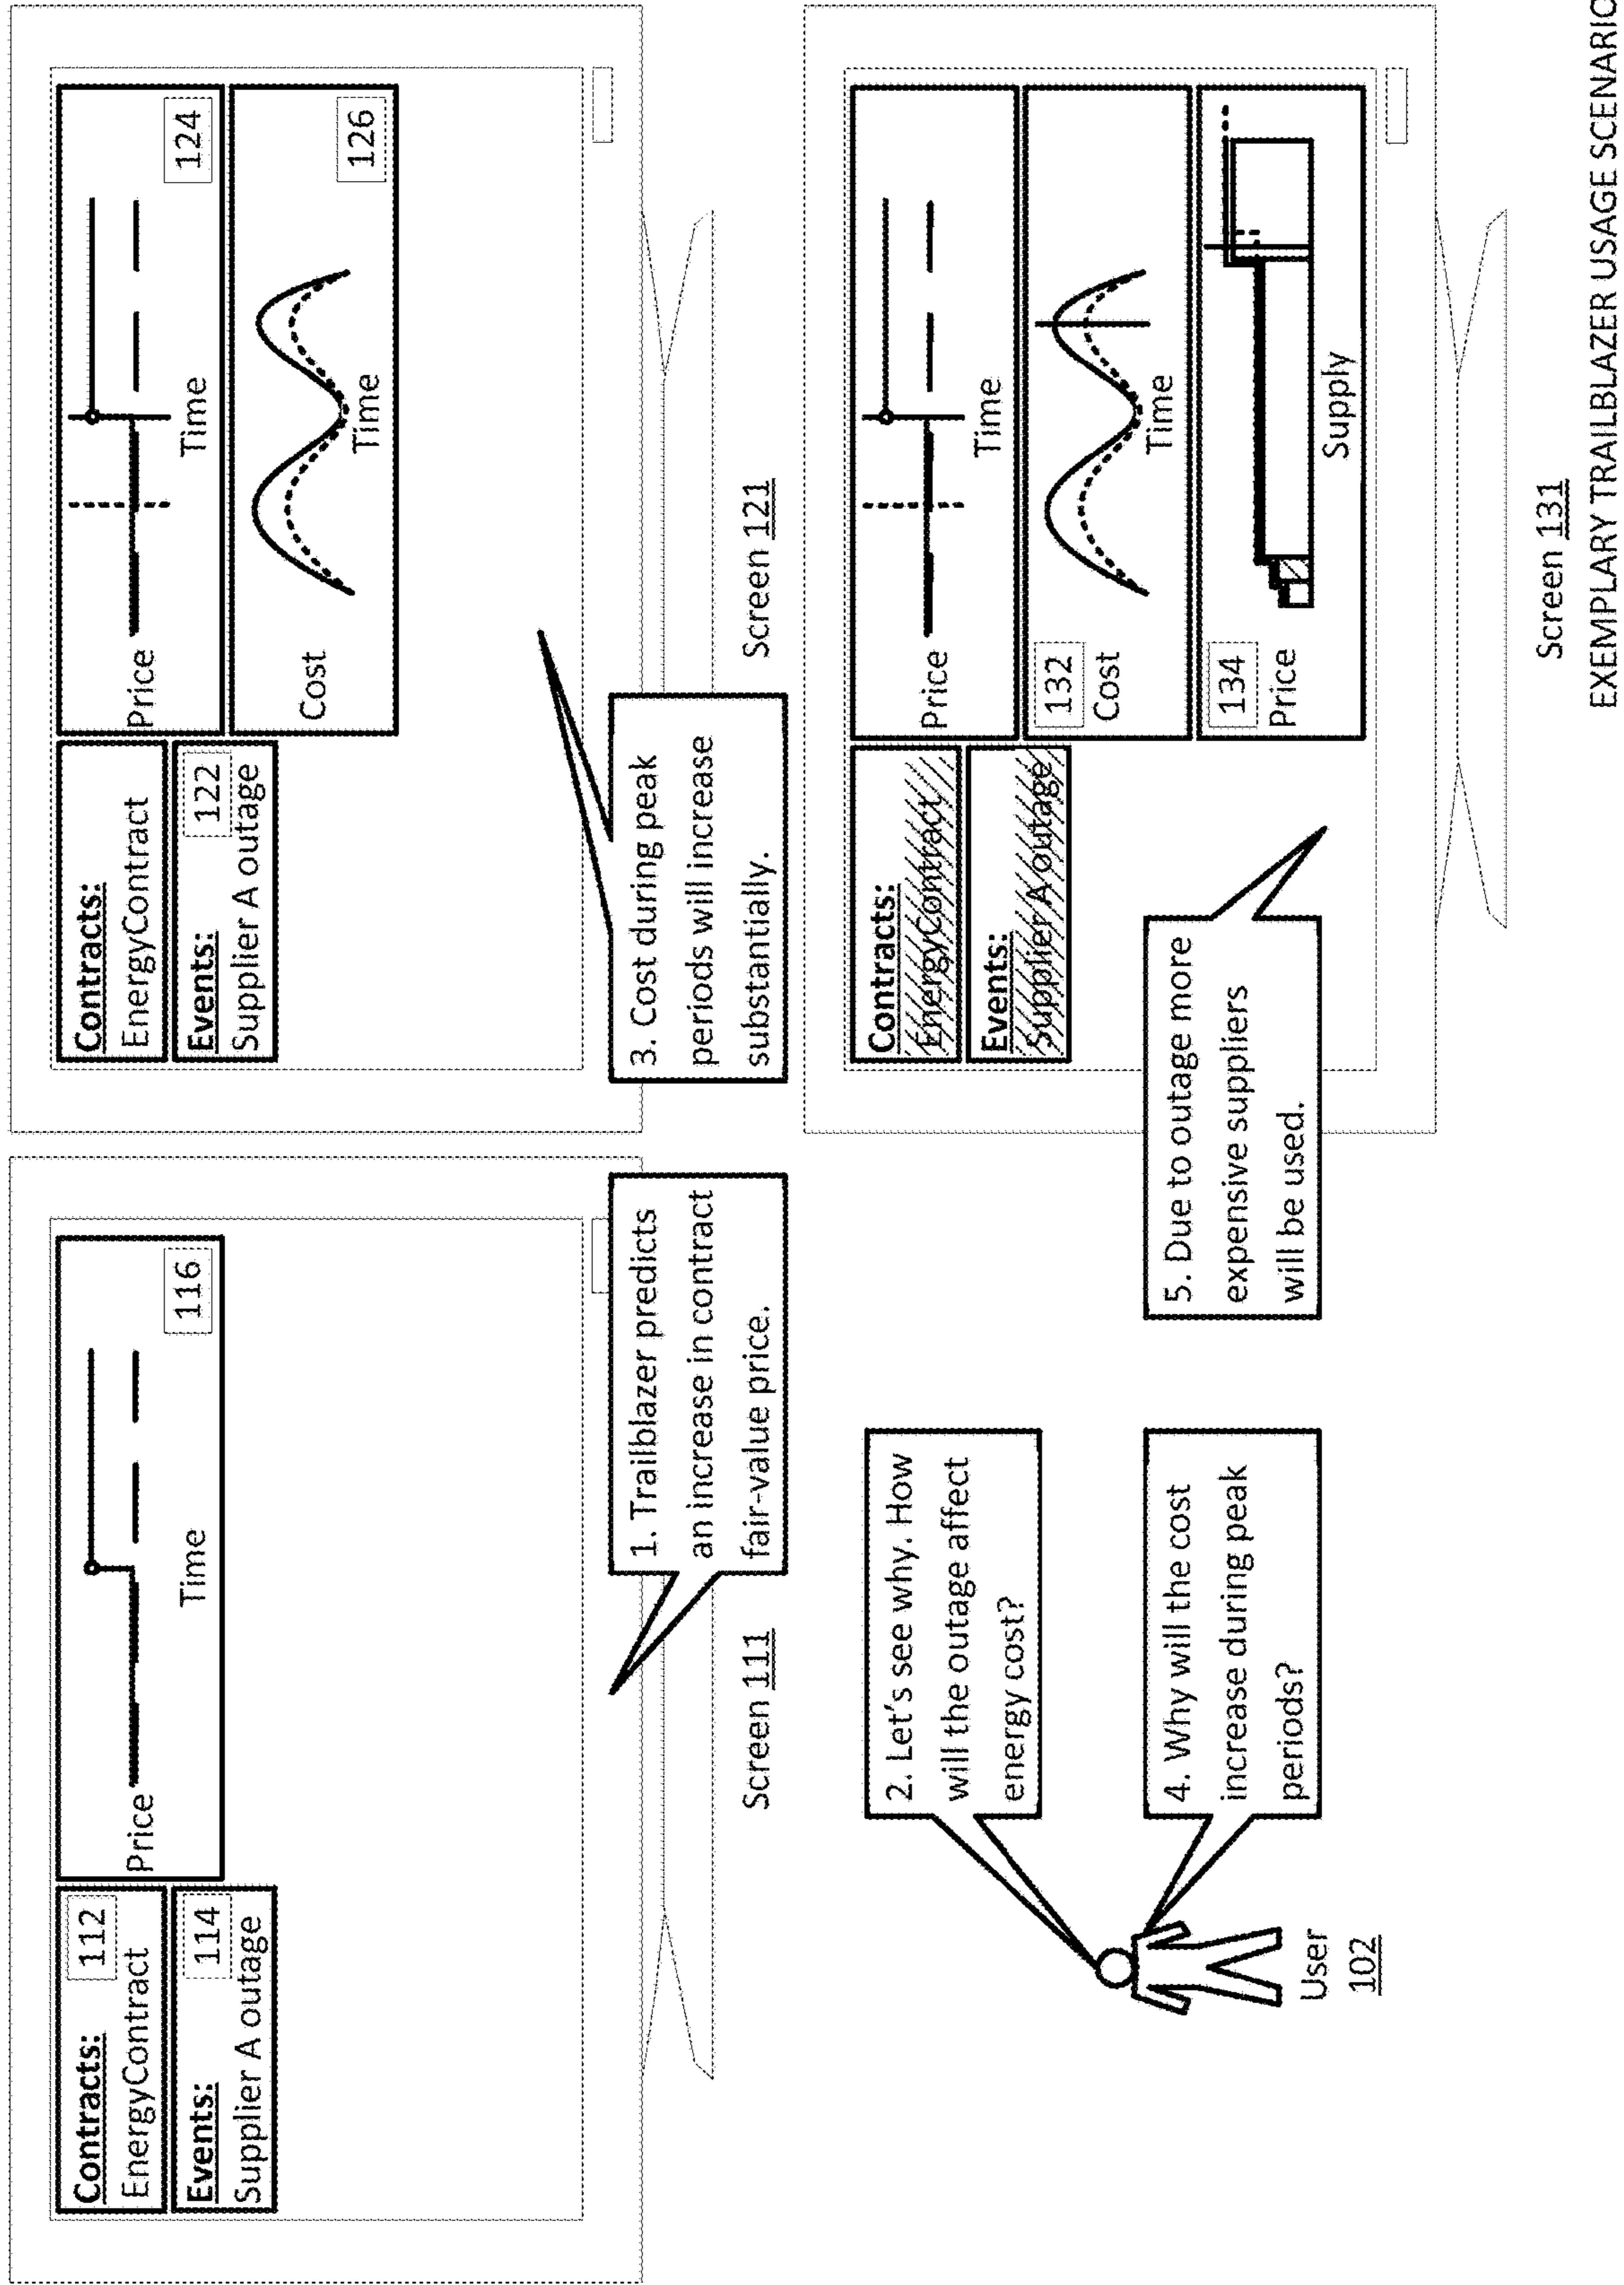 Contracts:
112
EnergyContract
Events:
114
Supplier A outage
Price
Time
116
1. Trailblazer predicts
an increase in contract
fair-value price.
Screen 111
Contracts:
EnergyContract
Events:
122
Supplier A outage
Price
Time
124
Cost
Time
126
3. Cost during peak
periods will increase
substantially.
Screen 121
2. Let's see why. How
will the outage affect
energy cost?
4. Why will the cost
increase during peak
periods?
User
102
Contracts:
EnergyContract
Events:
Supplier A outage
Price
Time
132
Cost
Time
134
Price
Supply
5. Due to outage more
expensive suppliers
will be used.
Screen 131
EXEMPLARY TRAILBLAZER USAGE SCENARIO